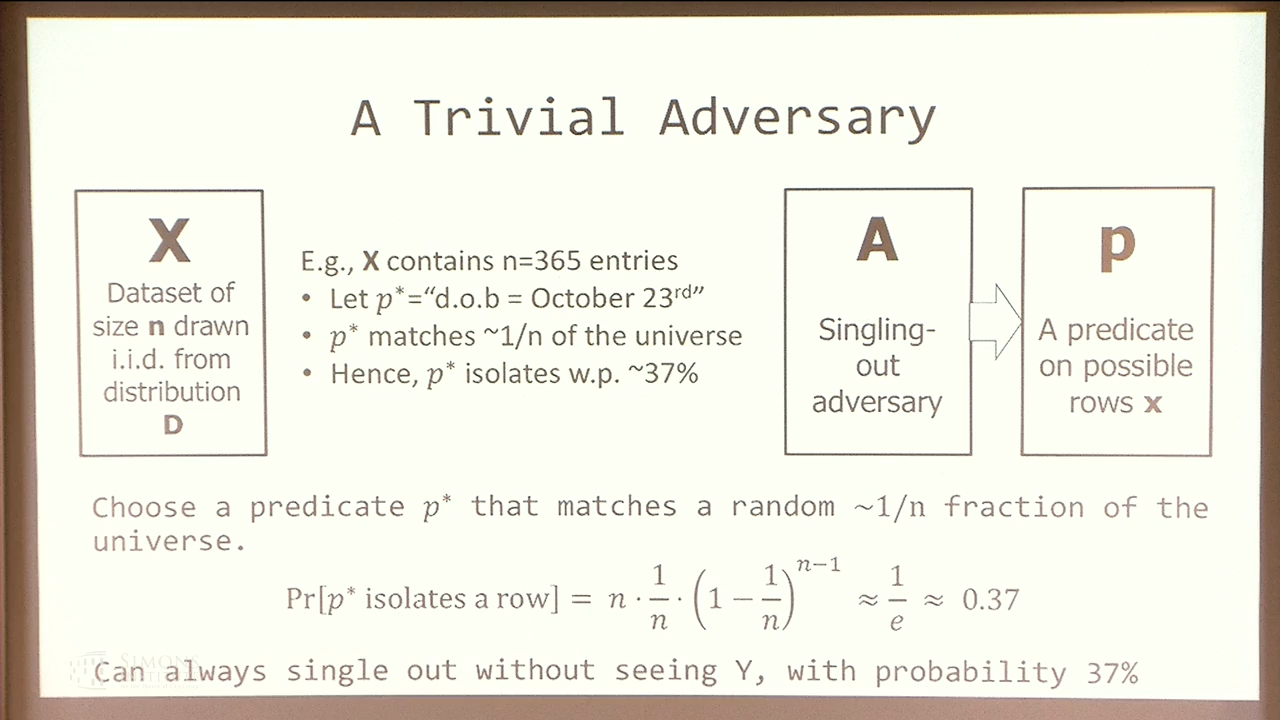 A Trivial Adversary
X
Dataset of
size n drawn
i.i.d. from
distribution
D
E.g., X contains n=365 entries
• Let p*="d.o.b = October 23rd"
• p* matches ~1/n of the universe
• Hence, p* isolates w.p. ~37%
A
Singling-
out
adversary
p
A predicate
on possible
rows x
Choose a predicate p* that matches a random ~1/n fraction of the
universe.
Pr[p* isolates a row] = n · 1/n · (1 − 1/n)^{n−1} ≈ 1/e ≈ 0.37
Can always single out without seeing Y, with probability 37%